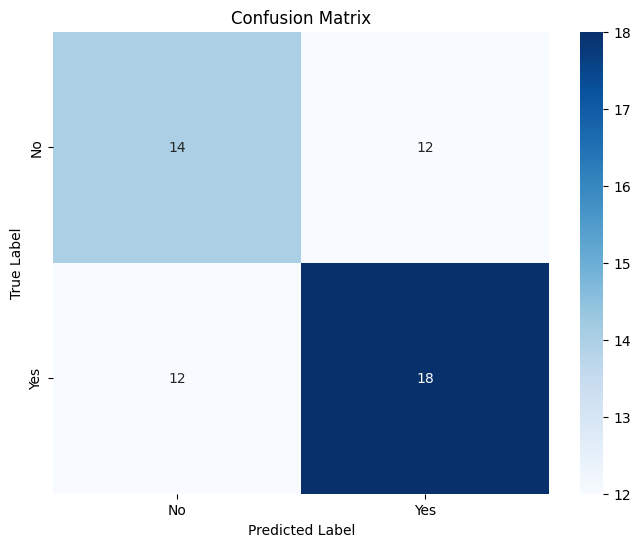 Confusion Matrix
True Label
No
14
12
Yes
12
18
No
Yes
Predicted Label
18
17
16
15
14
13
12